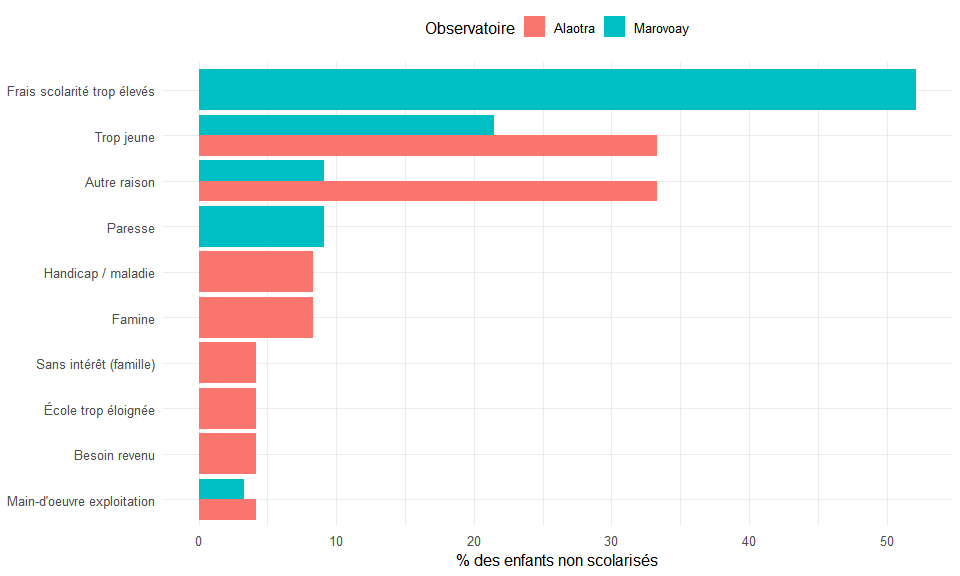 Observatoire Alaotra Marovoay
Frais scolarité trop élevés
Trop jeune
Autre raison
Paresse
Handicap / maladie
Famine
Sans intérêt (famille)
École trop éloignée
Besoin revenu
Main-d'oeuvre exploitation
0 10 20 30 40 50
% des enfants non scolarisés